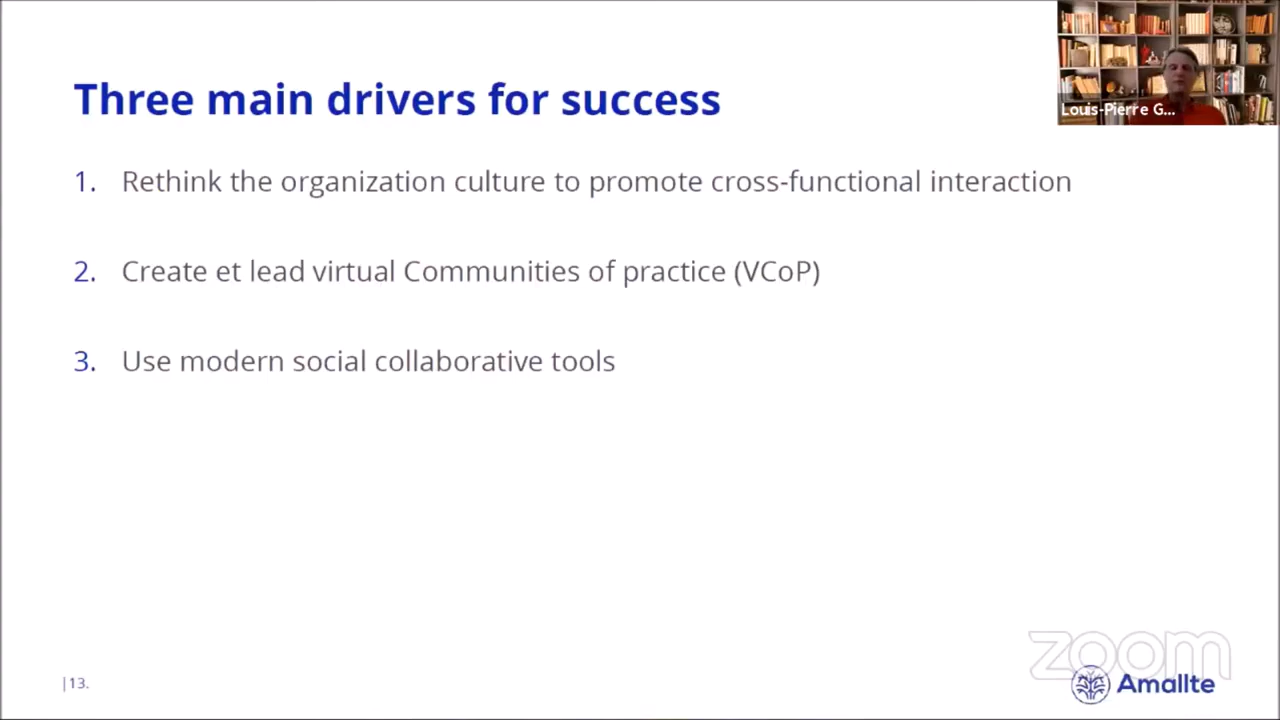 Three main drivers for success
Louis-Pierre G...
1. Rethink the organization culture to promote cross-functional interaction
2. Create et lead virtual Communities of practice (VCoP)
3. Use modern social collaborative tools
zoom
|13.
Amallte